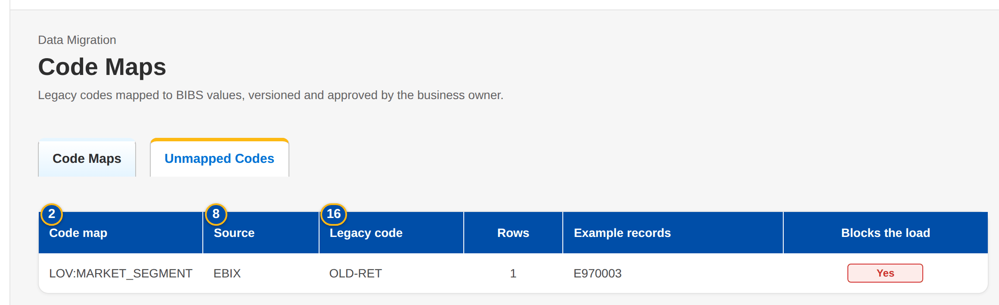 Data Migration
Code Maps
Legacy codes mapped to BIBS values, versioned and approved by the business owner.
Code Maps Unmapped Codes
2 8 16
Code map Source Legacy code Rows Example records Blocks the load
LOV:MARKET_SEGMENT EBIX OLD-RET 1 E970003 Yes